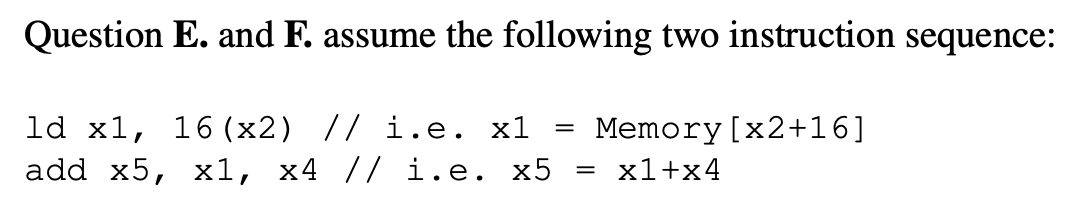 Question E. and F. assume the following two instruction sequence:
ld x1, 16(x2) // i.e. x1 = Memory[x2+16]
add x5, x1, x4 // i.e. x5 = x1+x4